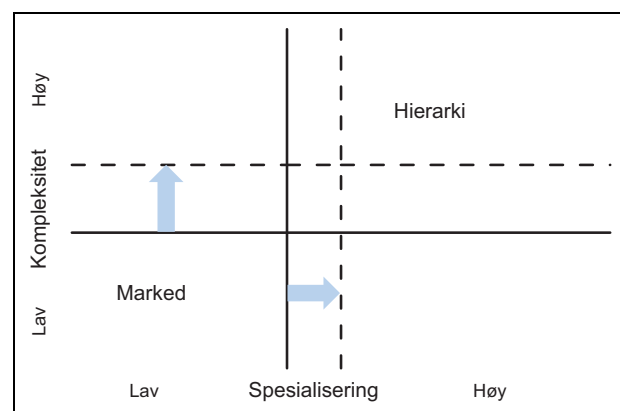 Høy
Hierarki
Kompleksitet
Marked
Lav
Lav
Spesialisering
Høy